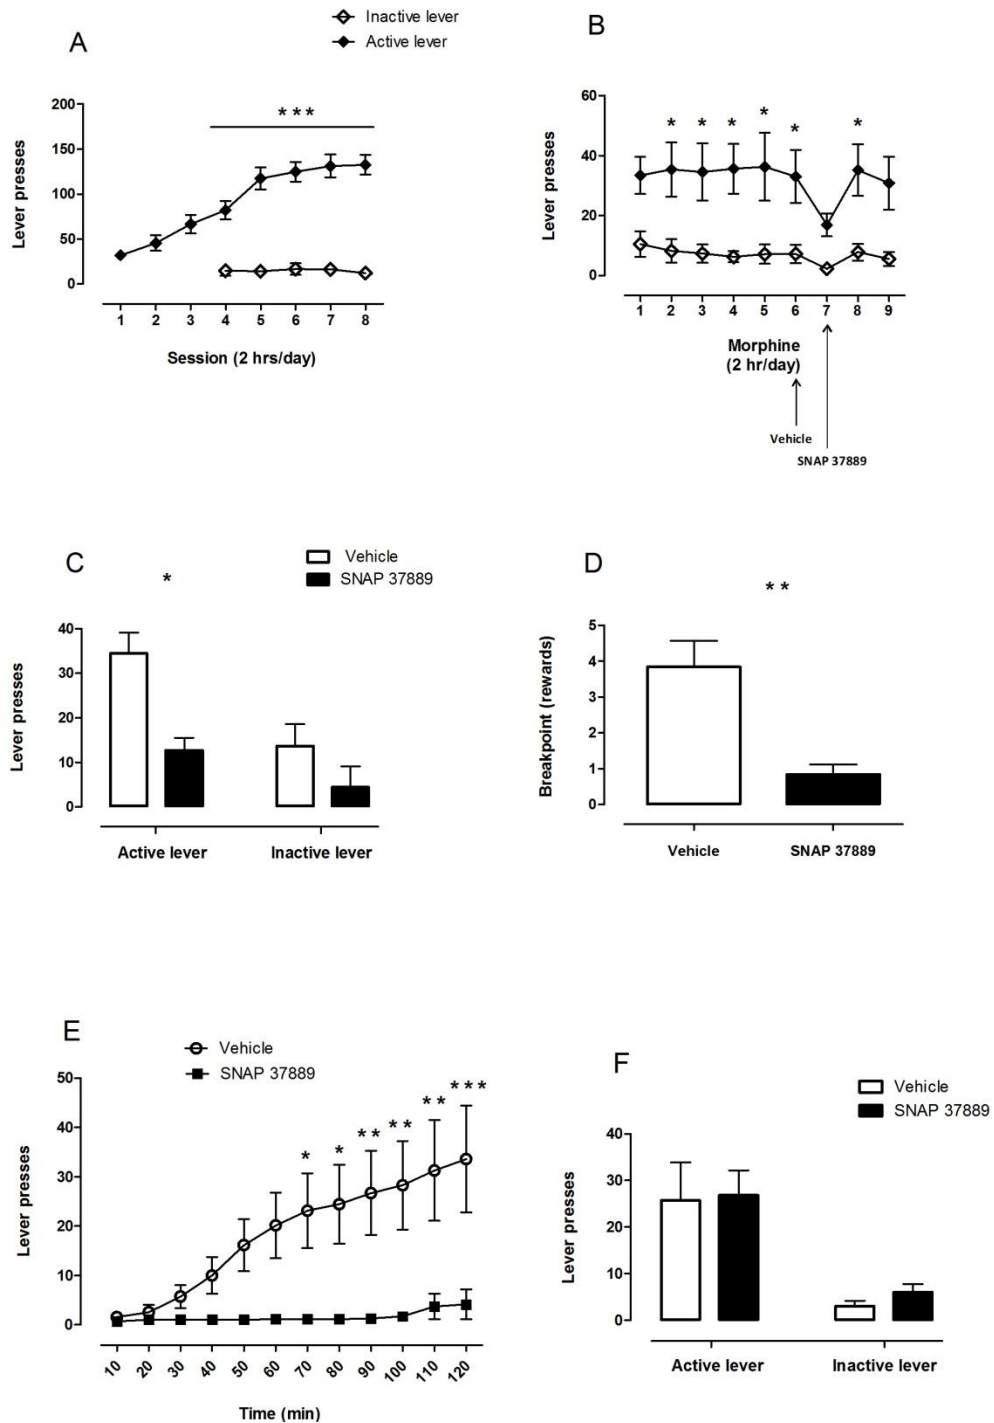 A
Inactive lever
Active lever
Lever presses
200
150
100
50
0
***
1 2 3 4 5 6 7 8
Session (2 hrs/day)
B
Lever presses
60
40
20
0
* * * * * * *
1 2 3 4 5 6 7 8 9
Morphine
(2 hr/day)
Vehicle
SNAP 37889
C
Vehicle
SNAP 37889
*
Lever presses
40
30
20
10
0
Active lever Inactive lever
D
**
Breakpoint (rewards)
5
4
3
2
1
0
Vehicle SNAP 37889
E
Vehicle
SNAP 37889
Lever presses
50
40
30
20
10
0
* * ** ** ** ***
10 20 30 40 50 60 70 80 90 100 110 120
Time (min)
F
Vehicle
SNAP 37889
Lever presses
40
30
20
10
0
Active lever Inactive lever